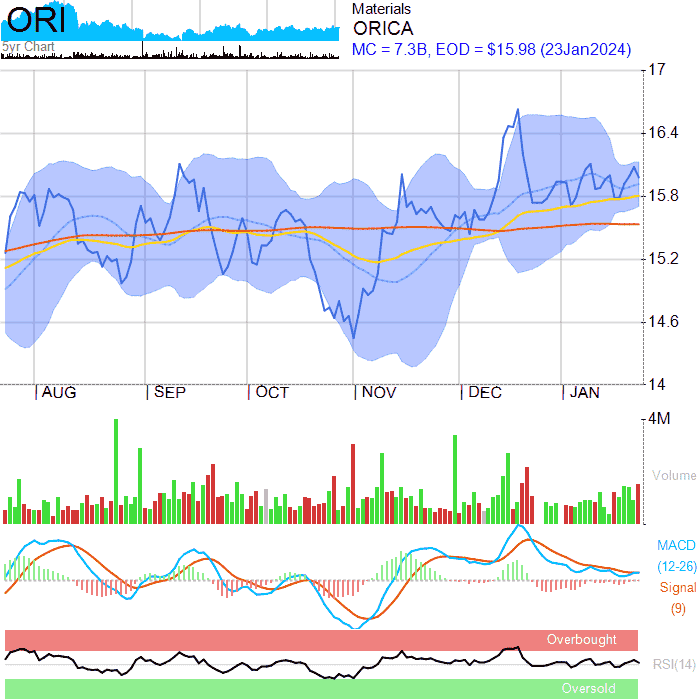 ORI
5yr Chart
Materials
ORICA
MC = 7.3B, EOD = $15.98 (23Jan2024)
17
16.4
15.8
15.2
14.6
14
AUG SEP OCT NOV DEC JAN
4M
Volume
MACD
(12-26)
Signal
(9)
Overbought
RSI(14)
Oversold